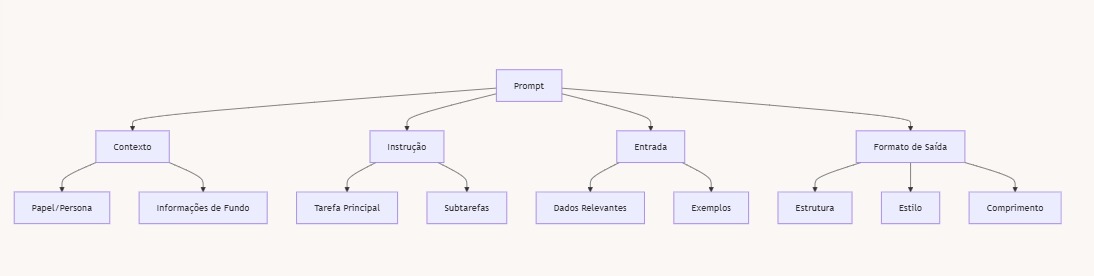 Prompt
Contexto
Instrução
Entrada
Formato de Saída
Papel/Persona
Informações de Fundo
Tarefa Principal
Subtarefas
Dados Relevantes
Exemplos
Estrutura
Estilo
Comprimento